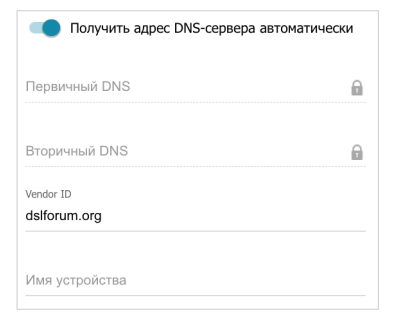 Получить адрес DNS-сервера автоматически
Первичный DNS
Вторичный DNS
Vendor ID
dslforum.org
Имя устройства